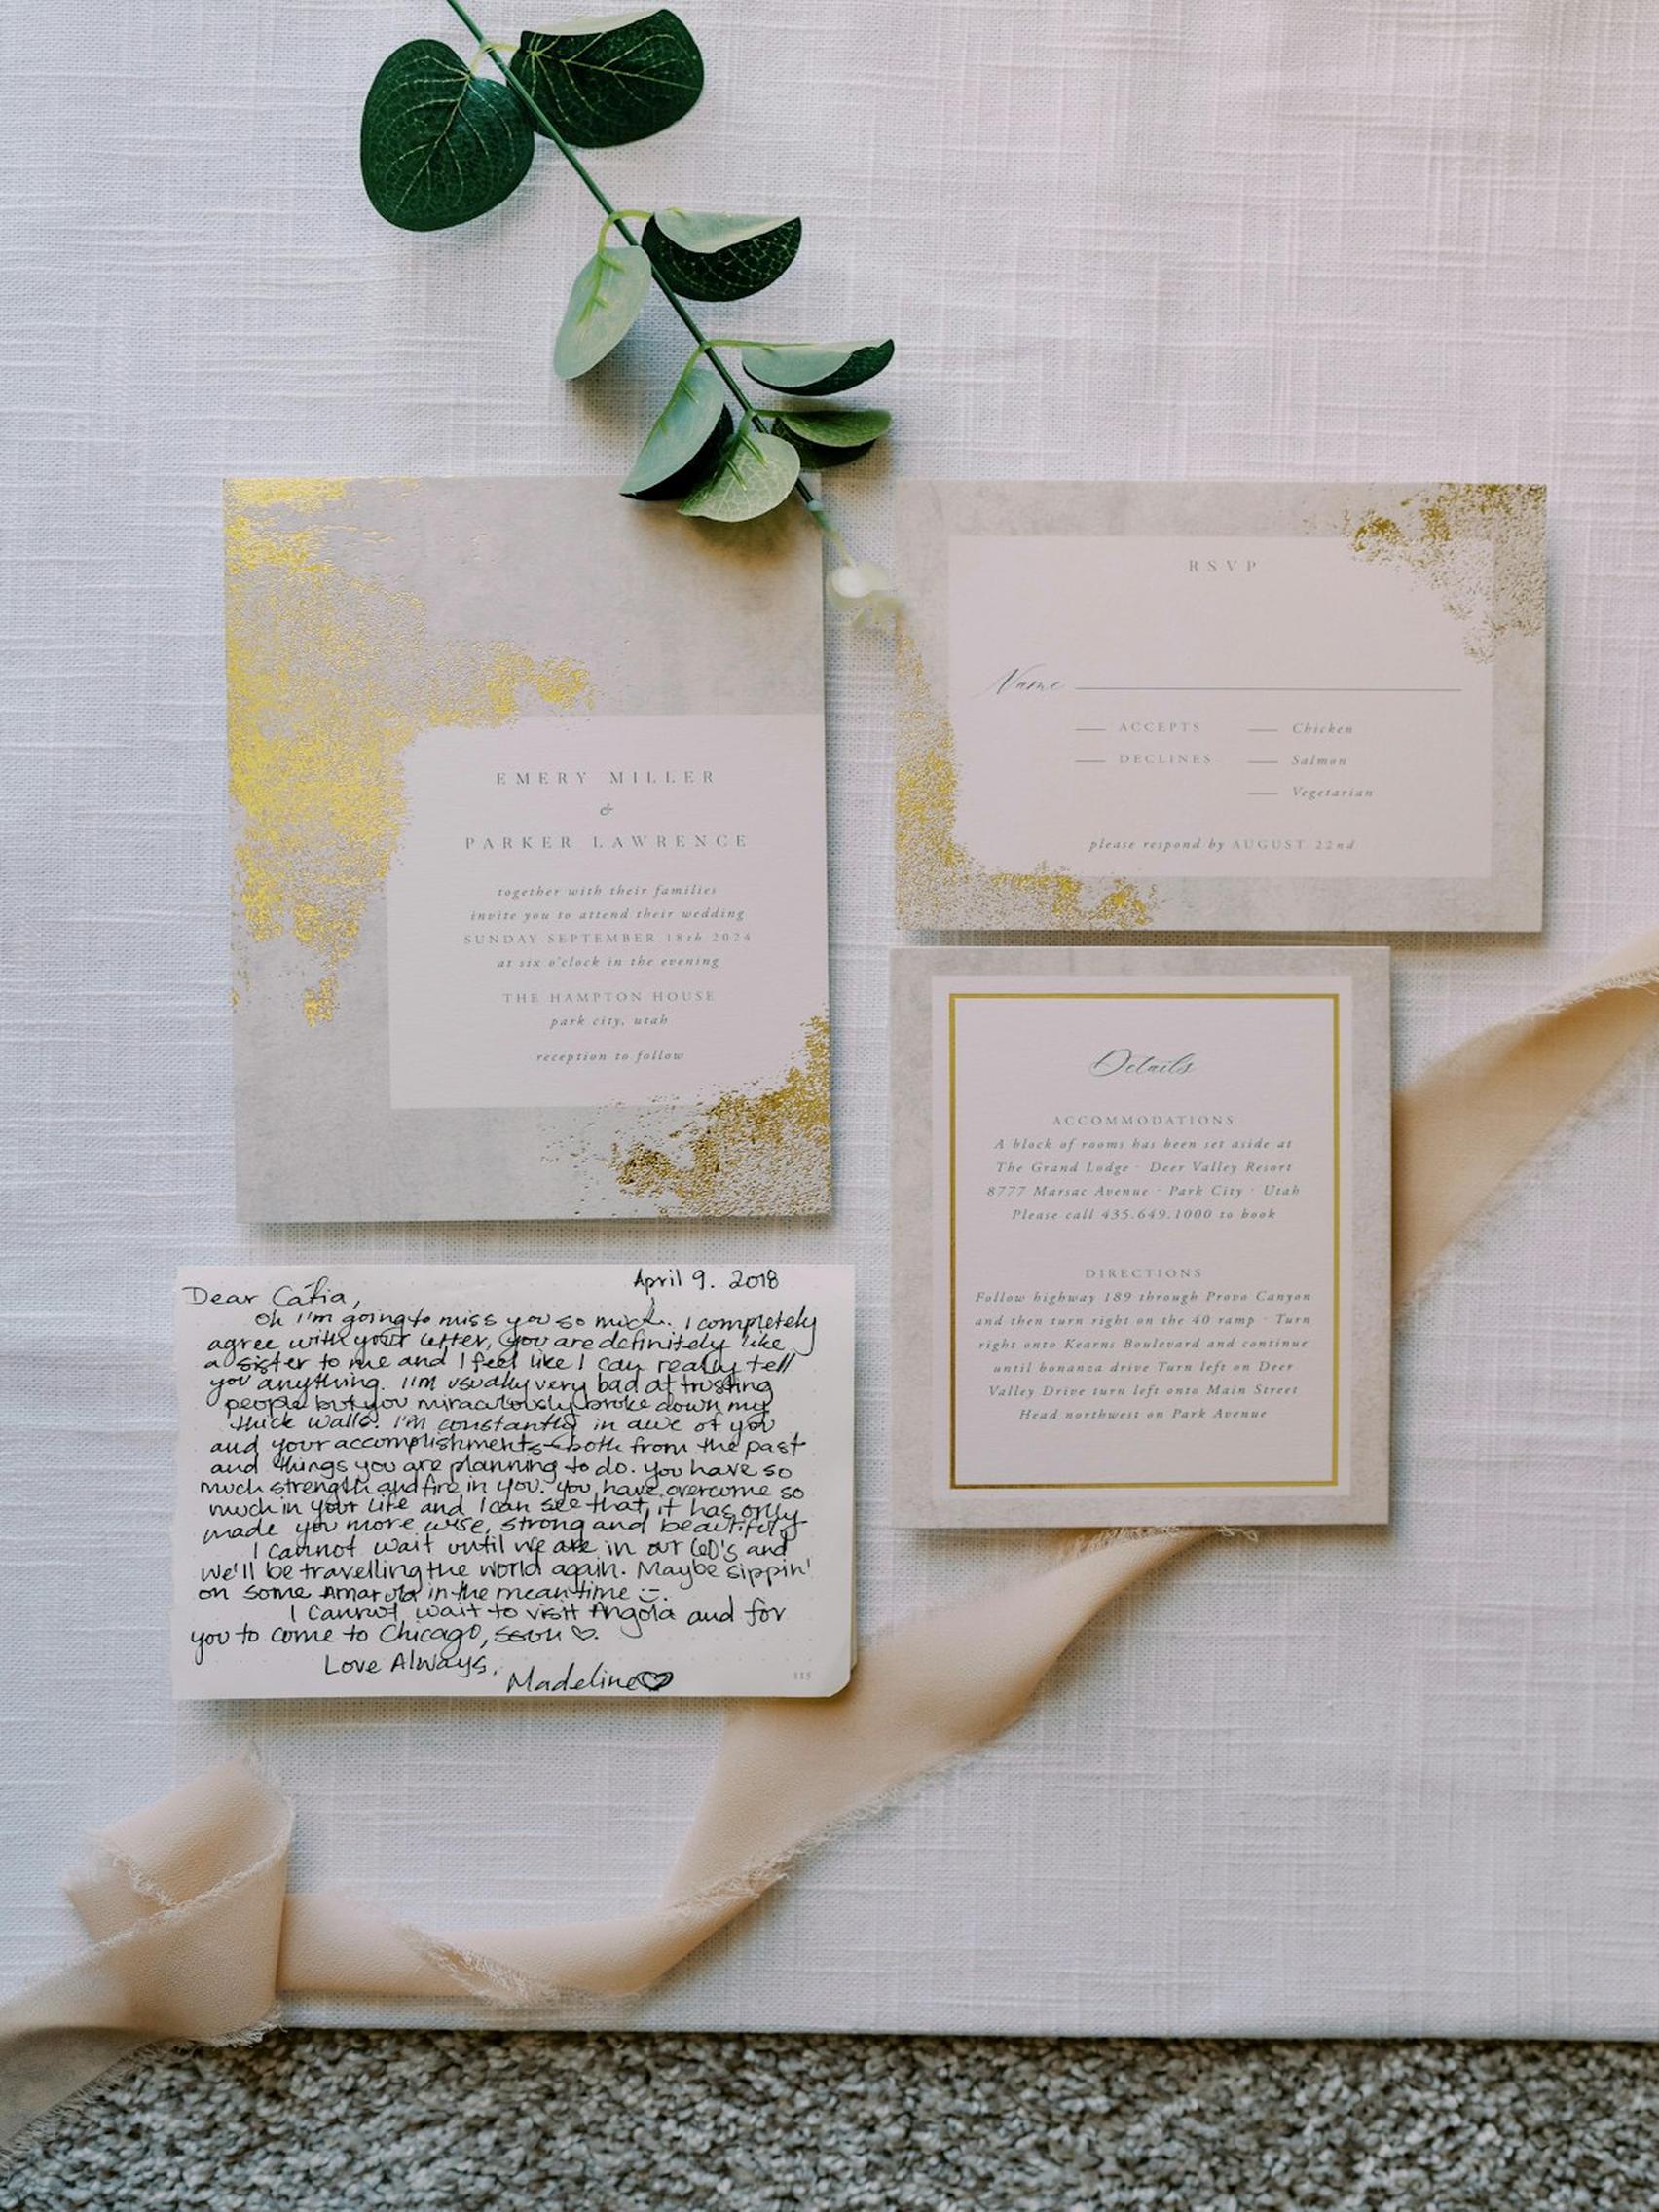 EMERY MILLER
&
PARKER LAWRENCE
together with their families
invite you to attend their wedding
SUNDAY SEPTEMBER 18th 2024
at six o'clock in the evening
THE HAMPTON HOUSE
park city, utah
reception to follow
RSVP
Name
ACCEPTS
DECLINES
Chicken
Salmon
Vegetarian
please respond by AUGUST 22nd
Details
ACCOMMODATIONS
A block of rooms has been set aside at
The Grand Lodge · Deer Valley Resort
8777 Marsac Avenue · Park City · Utah
Please call 435.649.1000 to book
DIRECTIONS
Follow highway 189 through Provo Canyon
and then turn right on the 40 ramp · Turn
right onto Kearns Boulevard and continue
until bonanza drive Turn left on Deer
Valley Drive turn left onto Main Street
Head northwest on Park Avenue
April 9. 2018
Dear Catia,
Oh I'm going to miss you so much. I completely
agree with your letter, you are definitely like
a sister to me and I feel like I can really tell
you anything. I'm usually very bad at trusting
people but you miraculously broke down my
thick walls. I'm constantly in awe of you
and your accomplishments - both from the past
and things you are planning to do. You have so
much strength and fire in you. You have overcome so
much in your life and I can see that it has only
made you more wise, strong and beautiful.
I cannot wait until we are in our 60's and
we'll be travelling the world again. Maybe sippin'
on some Amarula in the meantime :-).
I cannot wait to visit Angola and for
you to come to Chicago, soon ♡.
Love Always,
Madeline♡
115